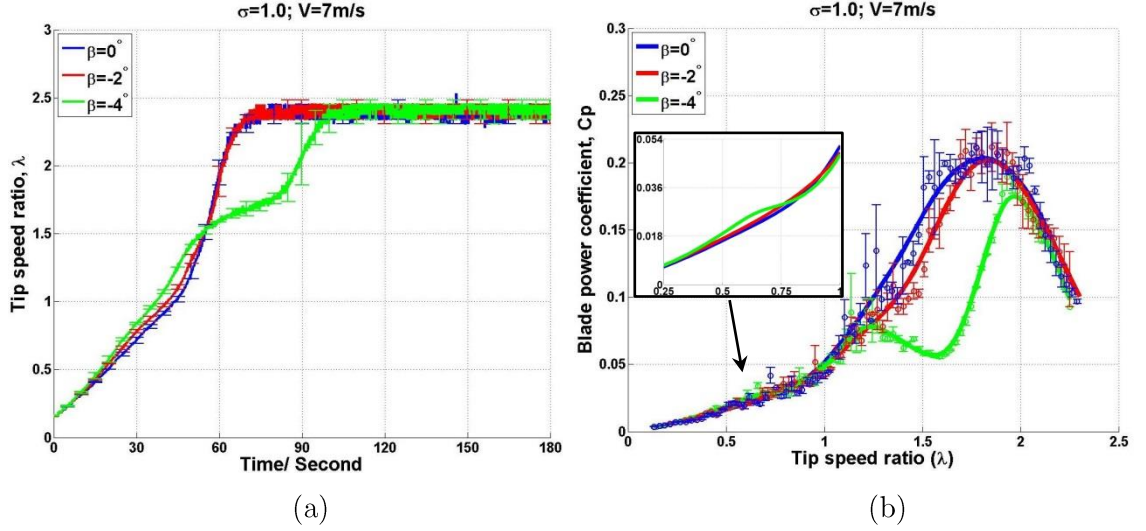 σ=1.0; V=7m/s
β=0°
β=-2°
β=-4°
Tip speed ratio, λ
3
2.5
2
1.5
1
0.5
0
0 30 60 90 120 150 180
Time/ Second
(a)
σ=1.0; V=7m/s
β=0°
β=-2°
β=-4°
Blade power coefficient, Cp
0.3
0.25
0.2
0.15
0.1
0.05
0
0.054
0.036
0.018
0
0.25 0.5 0.75 1
0 0.5 1 1.5 2 2.5
Tip speed ratio (λ)
(b)